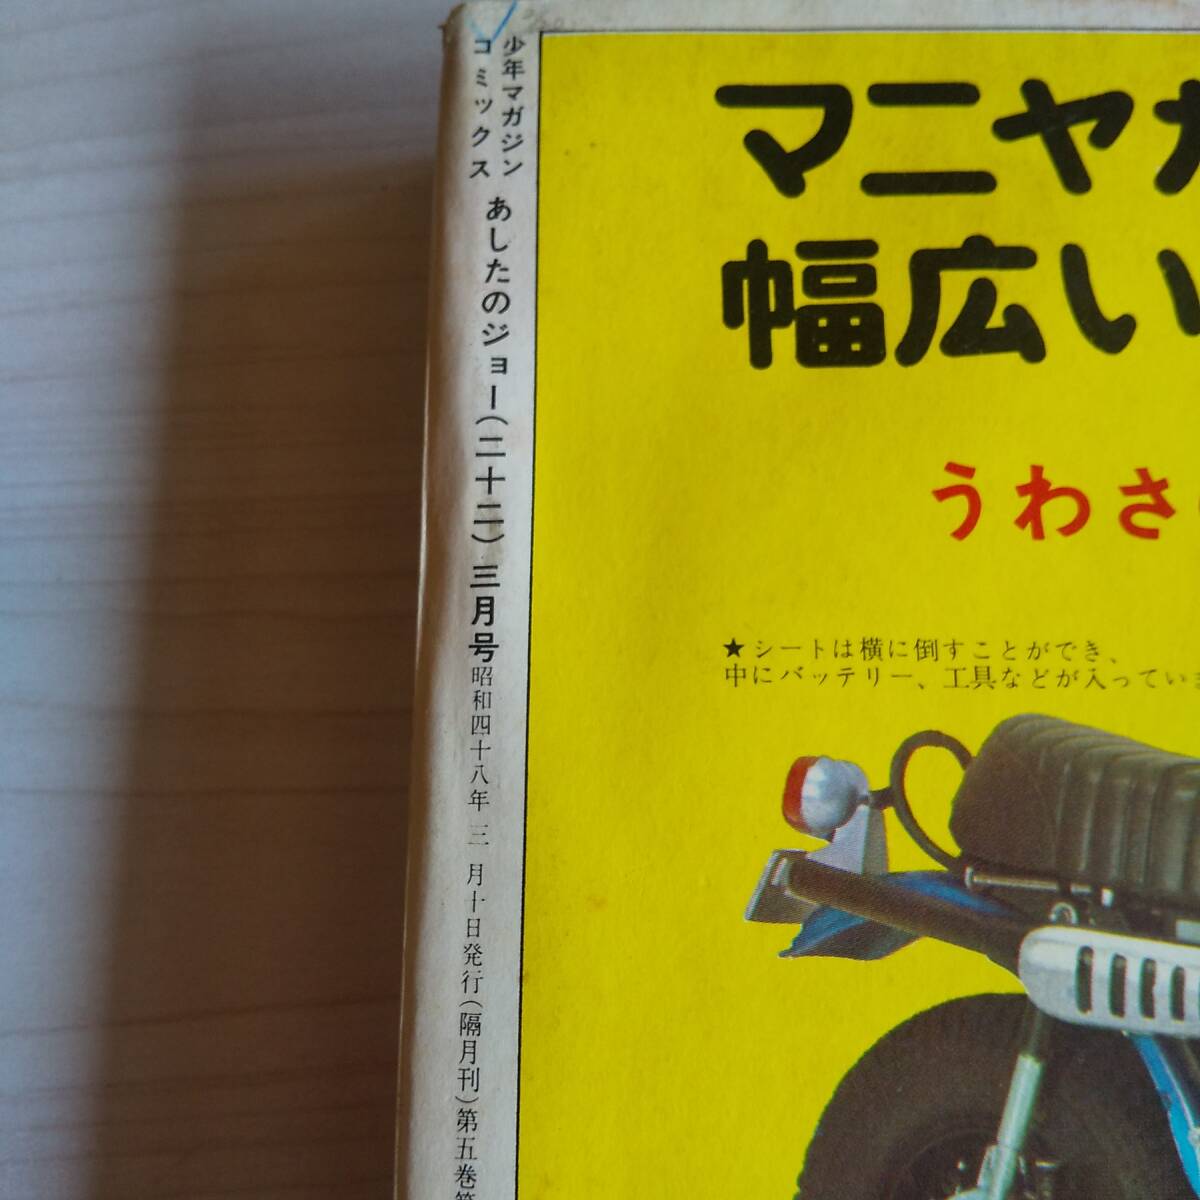 少年マガジン
コミックス
あしたのジョー(二十二) 三月号 昭和四十八年 三 月十日発行(隔月刊) 第五巻
マニヤ
幅広い
うわさ
★シートは横に倒すことができ、
中にバッテリー、工具などが入ってい